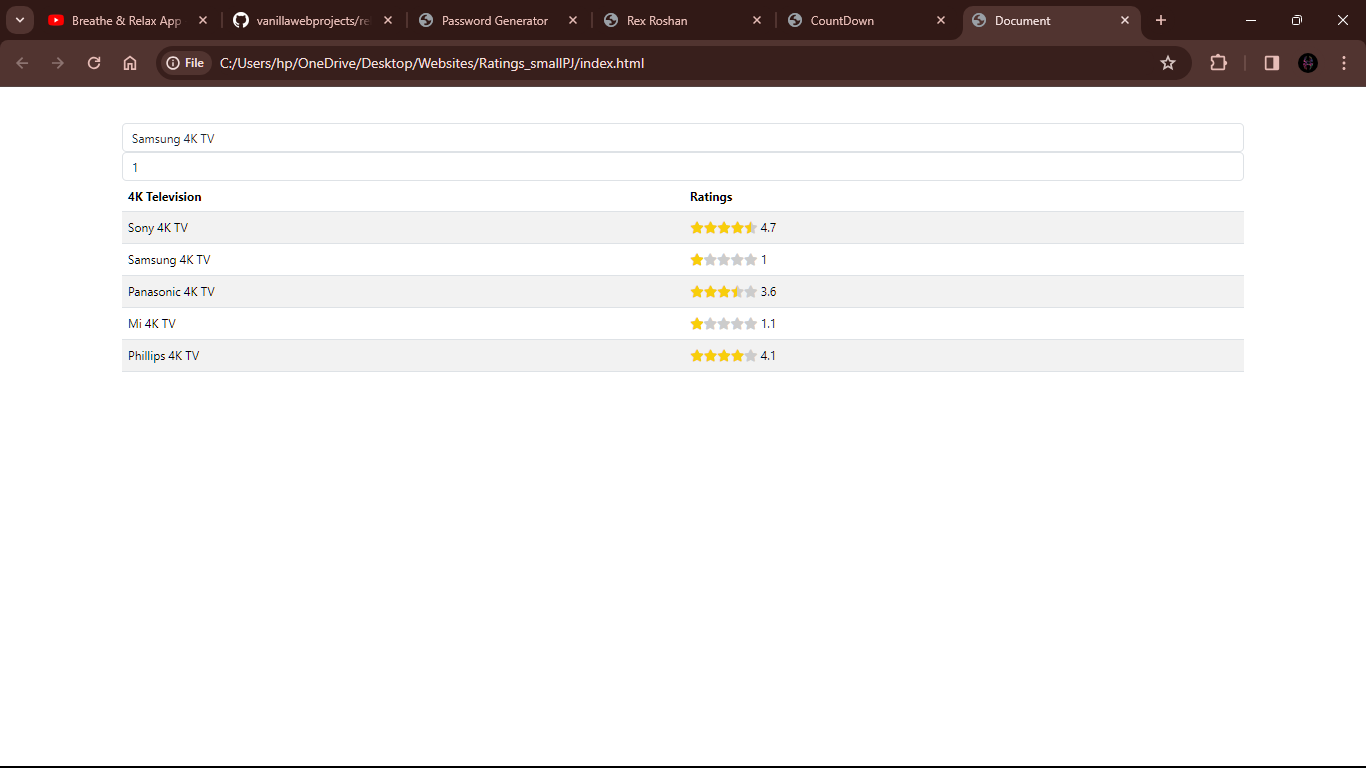 Breathe & Relax App
vanillawebprojects/re
Password Generator
Rex Roshan
CountDown
Document
File
C:/Users/hp/OneDrive/Desktop/Websites/Ratings_smallPJ/index.html
Samsung 4K TV
1
4K Television Ratings
Sony 4K TV 4.7
Samsung 4K TV 1
Panasonic 4K TV 3.6
Mi 4K TV 1.1
Phillips 4K TV 4.1